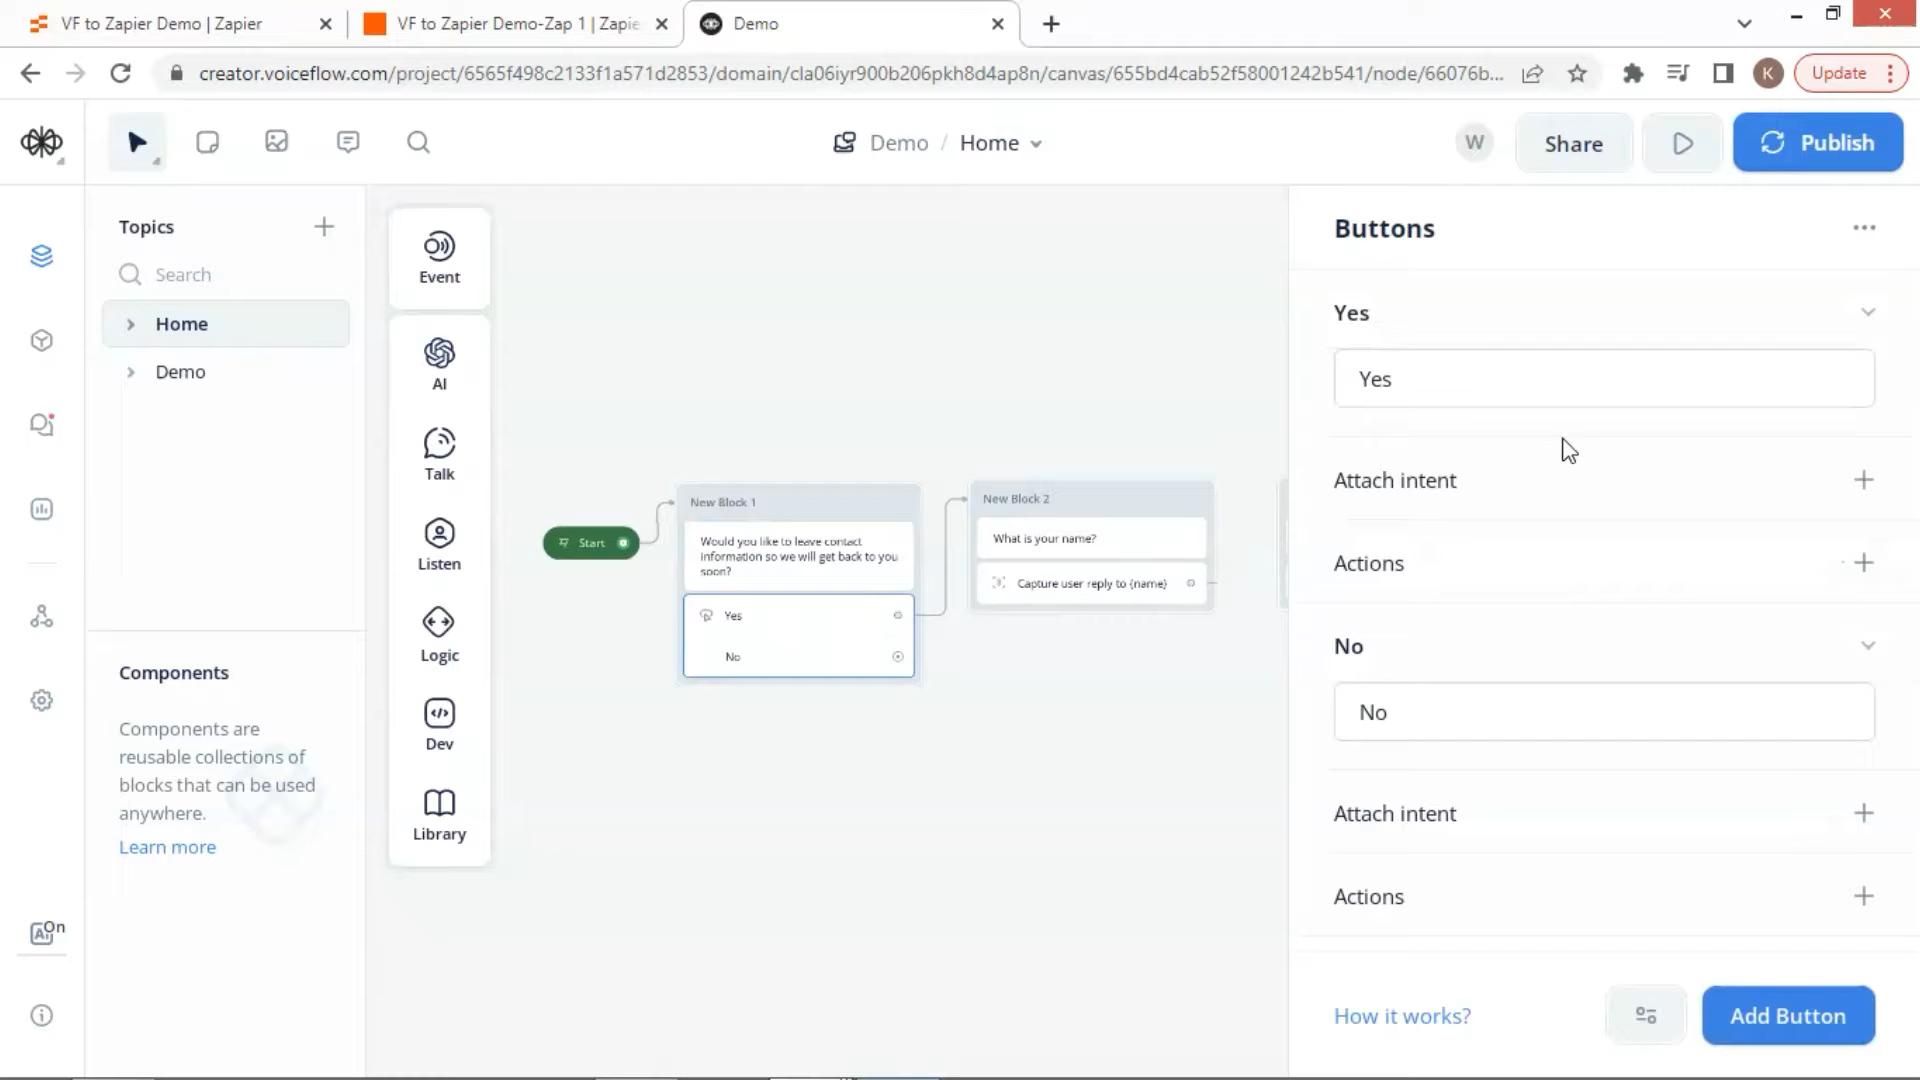 VF to Zapier Demo | Zapier
VF to Zapier Demo-Zap 1 | Zapie
Demo
creator.voiceflow.com/project/6565f498c2133f1a571d2853/domain/cla06iyr900b206pkh8d4ap8n/canvas/655bd4cab52f58001242b541/node/66076b...
K
Update
Demo / Home
W
Share
Publish
Topics
Search
Home
Demo
Components
Components are
reusable collections of
blocks that can be used
anywhere.
Learn more
On
Event
AI
Talk
Listen
Logic
Dev
Library
Start
New Block 1
Would you like to leave contact
information so we will get back to you
soon?
Yes
No
New Block 2
What is your name?
Capture user reply to {name}
Buttons
Yes
Yes
Attach intent
Actions
No
No
Attach intent
Actions
How it works?
Add Button